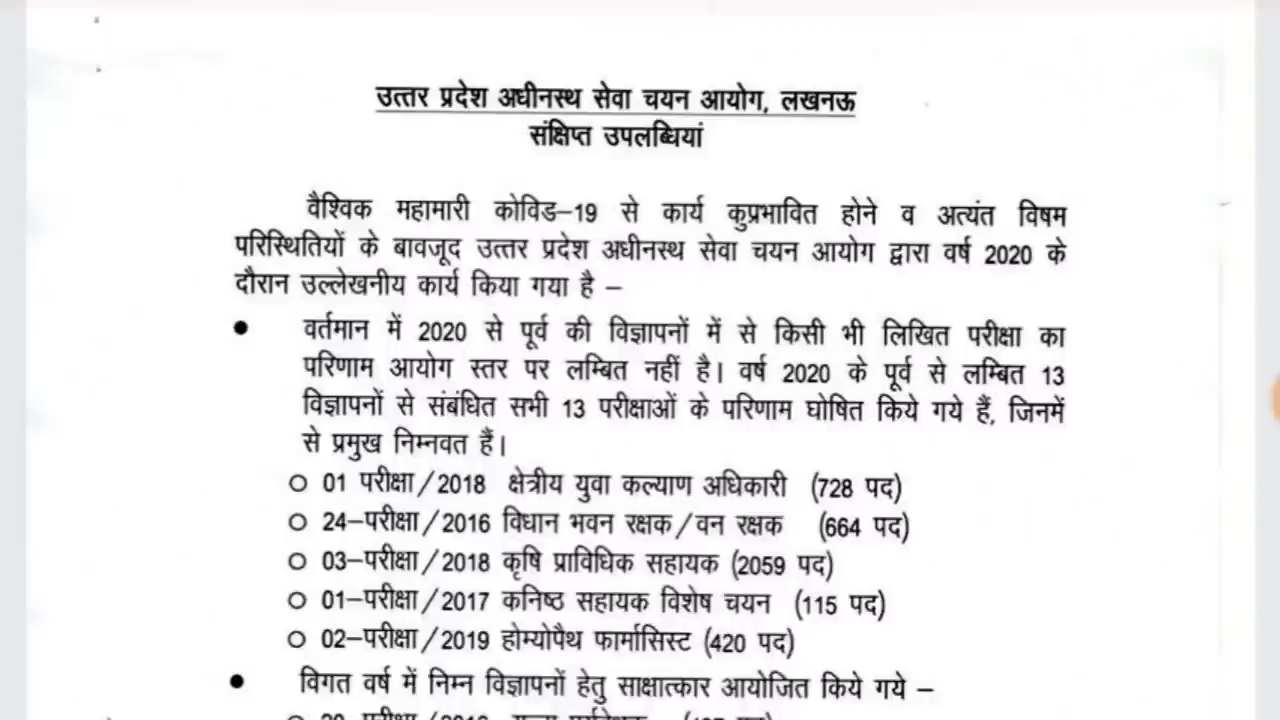 उत्तर प्रदेश अधीनस्थ सेवा चयन आयोग, लखनऊ
संक्षिप्त उपलब्धियां
वैश्विक महामारी कोविड–19 से कार्य कुप्रभावित होने व अत्यंत विषम
परिस्थितियों के बावजूद उत्तर प्रदेश अधीनस्थ सेवा चयन आयोग द्वारा वर्ष 2020 के
दौरान उल्लेखनीय कार्य किया गया है –
● वर्तमान में 2020 से पूर्व की विज्ञापनों में से किसी भी लिखित परीक्षा का
परिणाम आयोग स्तर पर लम्बित नहीं है। वर्ष 2020 के पूर्व से लम्बित 13
विज्ञापनों से संबंधित सभी 13 परीक्षाओं के परिणाम घोषित किये गये हैं, जिनमें
से प्रमुख निम्नवत हैं।
○ 01 परीक्षा/2018 क्षेत्रीय युवा कल्याण अधिकारी (728 पद)
○ 24–परीक्षा/2016 विधान भवन रक्षक/वन रक्षक (664 पद)
○ 03–परीक्षा/2018 कृषि प्राविधिक सहायक (2059 पद)
○ 01–परीक्षा/2017 कनिष्ठ सहायक विशेष चयन (115 पद)
○ 02–परीक्षा/2019 होम्योपैथ फार्मासिस्ट (420 पद)
● विगत वर्ष में निम्न विज्ञापनों हेतु साक्षात्कार आयोजित किये गये –